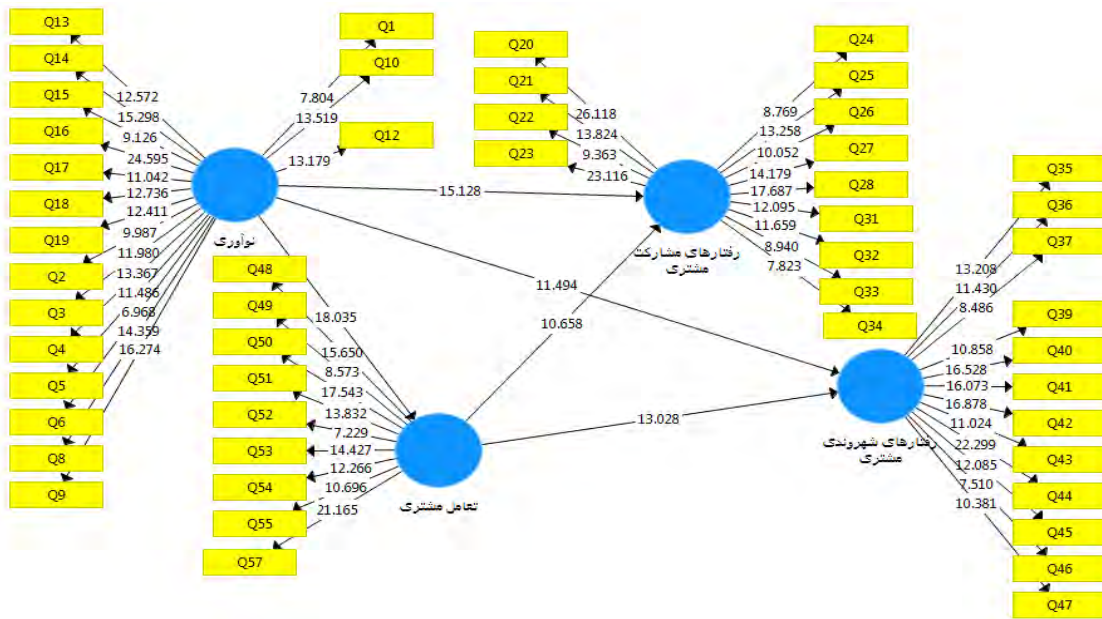 Q13
Q14
Q15
Q16
Q17
Q18
Q19
Q2
Q3
Q4
Q5
Q6
Q8
Q9
12.572
15.298
9.126
24.595
11.042
12.736
12.411
9.987
11.980
13.367
11.486
6.968
14.359
16.274
نوآوری
Q1
Q10
Q12
7.804
13.519
13.179
15.128
11.494
18.035
10.658
13.028
Q48
Q49
Q50
Q51
Q52
Q53
Q54
Q55
Q57
15.650
8.573
17.543
13.832
7.229
14.427
12.266
10.696
21.165
تعامل مشتری
Q20
Q21
Q22
Q23
26.118
13.824
9.363
23.116
رفتارهای مشارکت
مشتری
Q24
Q25
Q26
Q27
Q28
Q31
Q32
Q33
Q34
8.769
13.258
10.052
14.179
17.687
12.095
11.659
8.940
7.823
Q35
Q36
Q37
Q39
Q40
Q41
Q42
Q43
Q44
Q45
Q46
Q47
13.208
11.430
8.486
10.858
16.528
16.073
16.878
11.024
22.299
12.085
7.510
10.381
رفتارهای شهروندی
مشتری